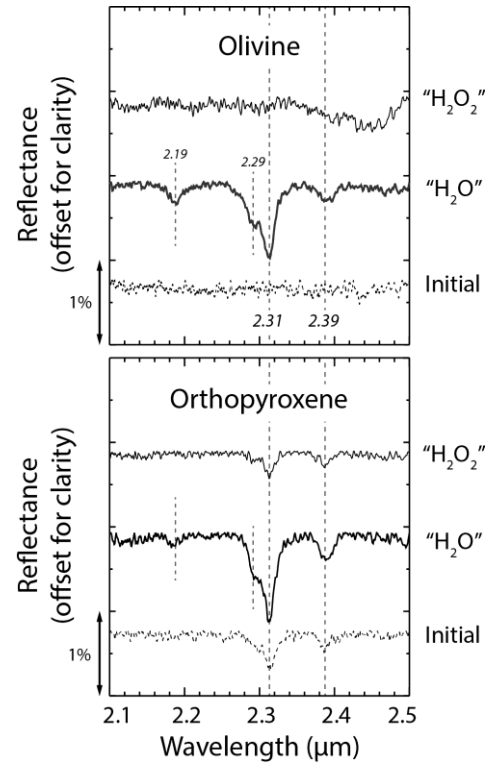 Olivine
"H₂O₂"
2.19
2.29
"H₂O"
Reflectance
(offset for clarity)
1%
2.31
2.39
Initial
Orthopyroxene
"H₂O₂"
"H₂O"
Reflectance
(offset for clarity)
1%
Initial
2.1 2.2 2.3 2.4 2.5
Wavelength (μm)